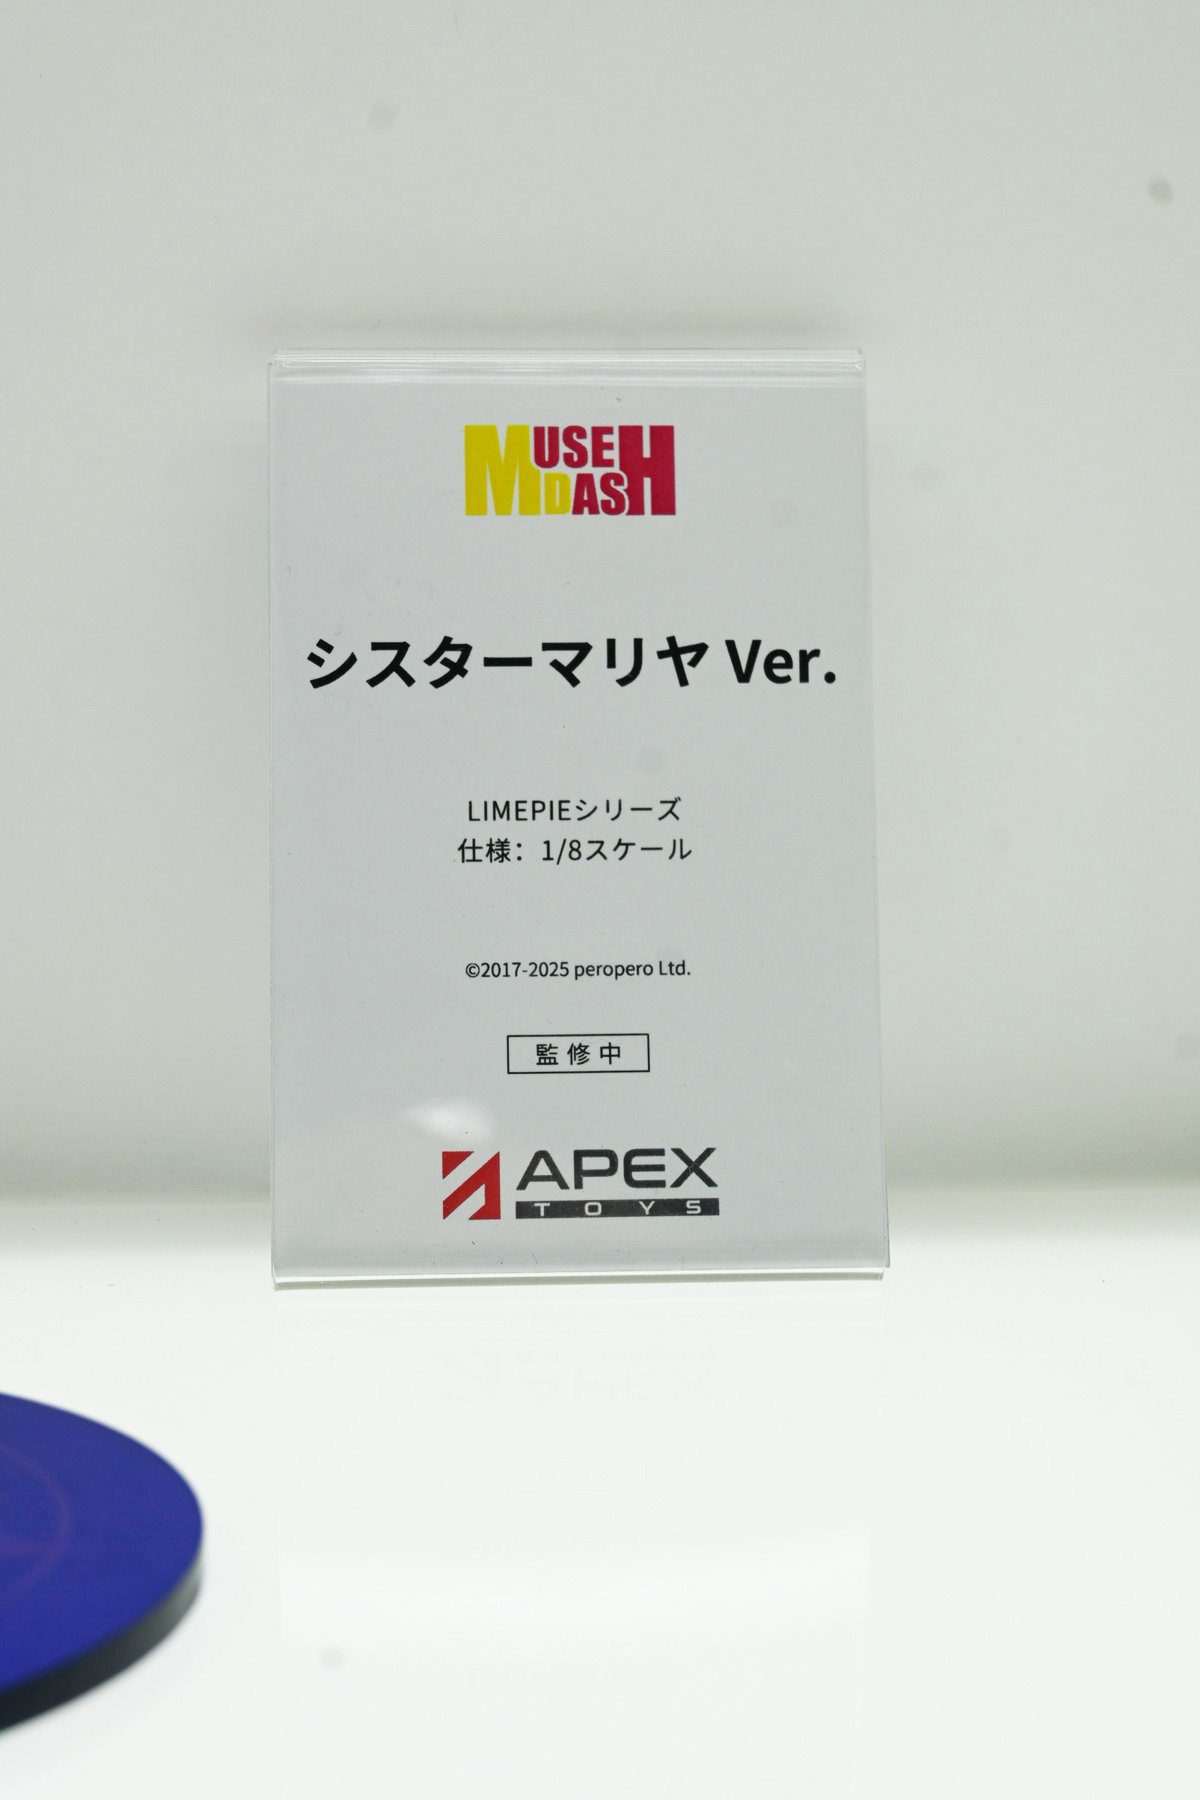 MUSE DASH
シスターマリヤ Ver.
LIMEPIEシリーズ
仕様：1/8スケール
©2017-2025 peropero Ltd.
監修中
APEX
TOYS